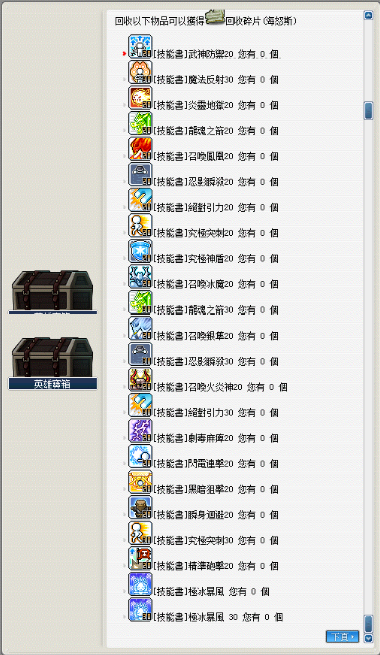 回收以下物品可以獲得 回收碎片(海怒斯)
[技能書]武神防禦20 您有 0 個
[技能書]魔法反射30 您有 0 個
[技能書]炎靈地獄20 您有 0 個
[技能書]龍魂之箭20 您有 0 個
[技能書]召喚鳳凰20 您有 0 個
[技能書]忍影瞬殺20 您有 0 個
[技能書]絕對引力20 您有 0 個
[技能書]究極突刺20 您有 0 個
[技能書]究極神盾20 您有 0 個
[技能書]召喚冰魔20 您有 0 個
[技能書]龍魂之箭30 您有 0 個
[技能書]召喚銀隼20 您有 0 個
[技能書]忍影瞬殺30 您有 0 個
[技能書]召喚火炎神20 您有 0 個
[技能書]絕對引力30 您有 0 個
[技能書]劇毒麻痺20 您有 0 個
[技能書]閃電連擊20 您有 0 個
[技能書]黑暗狙擊20 您有 0 個
[技能書]瞬身迴避20 您有 0 個
[技能書]究極突刺30 您有 0 個
[技能書]精準砲擊20 您有 0 個
[技能書]極冰暴風 您有 0 個
[技能書]極冰暴風 30 您有 0 個
英雄寶箱
下頁